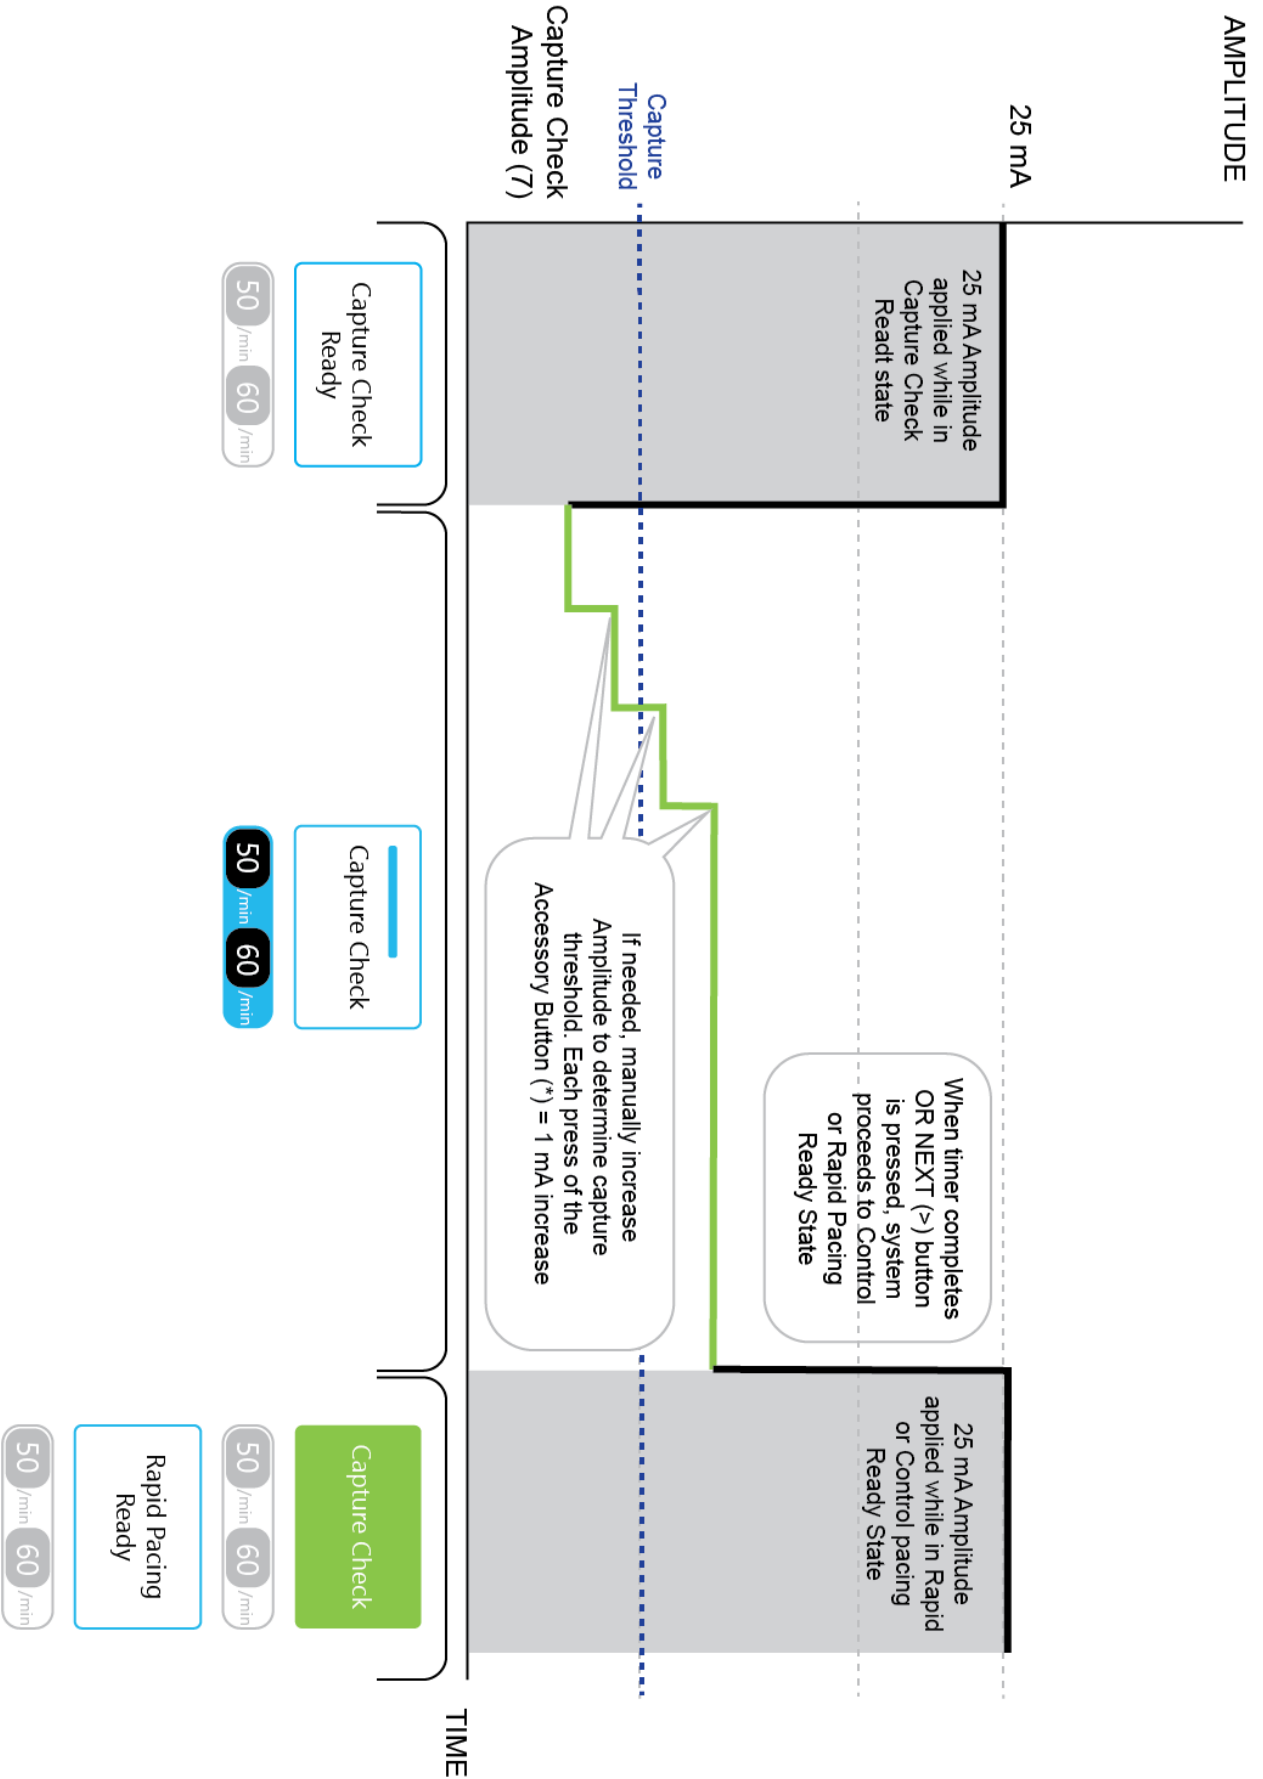 AMPLITUDE
25 mA
Capture
Threshold
Capture Check
Amplitude (7)
25 mA Amplitude
applied while in
Capture Check
Readt state
When timer completes
OR NEXT (>) button
is pressed, system
proceeds to Control
or Rapid Pacing
Ready State
25 mA Amplitude
applied while in Rapid
or Control pacing
Ready State
If needed, manually increase
Amplitude to determine capture
threshold. Each press of the
Accessory Button (*) = 1 mA increase
TIME
Capture Check
Ready
50 /min 60 /min
Capture Check
50 /min 60 /min
Capture Check
50 /min 60 /min
Rapid Pacing
Ready
50 /min 60 /min